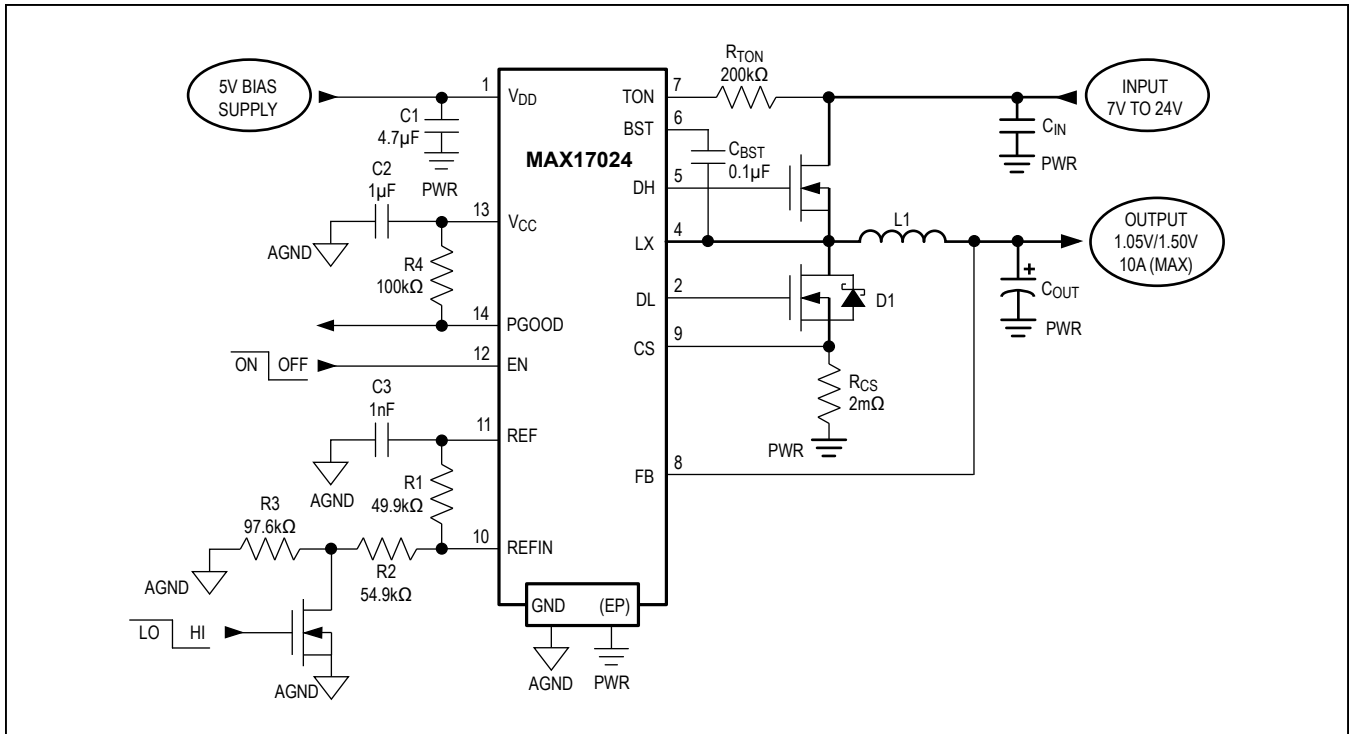 5V BIAS
SUPPLY
C1
4.7µF
PWR
C2
1µF
AGND
R4
100kΩ
ON
OFF
C3
1nF
AGND
R1
49.9kΩ
R3
97.6kΩ
AGND
R2
54.9kΩ
LO
HI
AGND
MAX17024
1
VDD
13
VCC
14
PGOOD
12
EN
11
REF
10
REFIN
GND
(EP)
AGND
PWR
TON
7
BST
6
DH
5
LX
4
DL
2
CS
9
FB
8
RTON
200kΩ
CBST
0.1µF
INPUT
7V TO 24V
CIN
PWR
L1
OUTPUT
1.05V/1.50V
10A (MAX)
COUT
PWR
D1
RCS
2mΩ
PWR